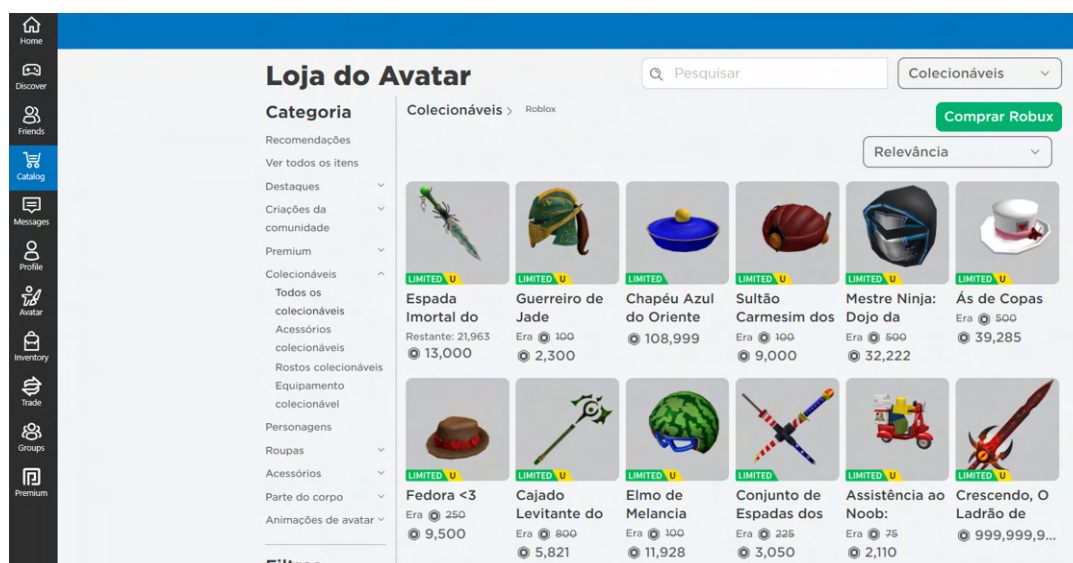 Home
Discover
Friends
Catalog
Messages
Profile
Avatar
Inventory
Trade
Groups
Premium
Loja do Avatar
Pesquisar
Colecionáveis
Categoria
Recomendações
Ver todos os itens
Destaques
Criações da
comunidade
Premium
Colecionáveis
Todos os
colecionáveis
Acessórios
colecionáveis
Rostos colecionáveis
Equipamento
colecionável
Personagens
Roupas
Acessórios
Parte do corpo
Animações de avatar
Colecionáveis > Roblox
Comprar Robux
Relevância
LIMITED U
Espada
Imortal do
Restante: 21,963
13,000
LIMITED U
Guerreiro de
Jade
Era 100
2,300
LIMITED
Chapéu Azul
do Oriente
108,999
LIMITED U
Sultão
Carmesim dos
Era 100
9,000
LIMITED U
Mestre Ninja:
Dojo da
Era 500
32,222
LIMITED U
Ás de Copas
Era 500
39,285
LIMITED U
Fedora <3
Era 250
9,500
LIMITED U
Cajado
Levitante do
Era 800
5,821
LIMITED U
Elmo de
Melancia
Era 100
11,928
LIMITED
Conjunto de
Espadas dos
Era 225
3,050
LIMITED U
Assistência ao
Noob:
Era 75
2,110
LIMITED U
Crescendo, O
Ladrão de
999,999,9...